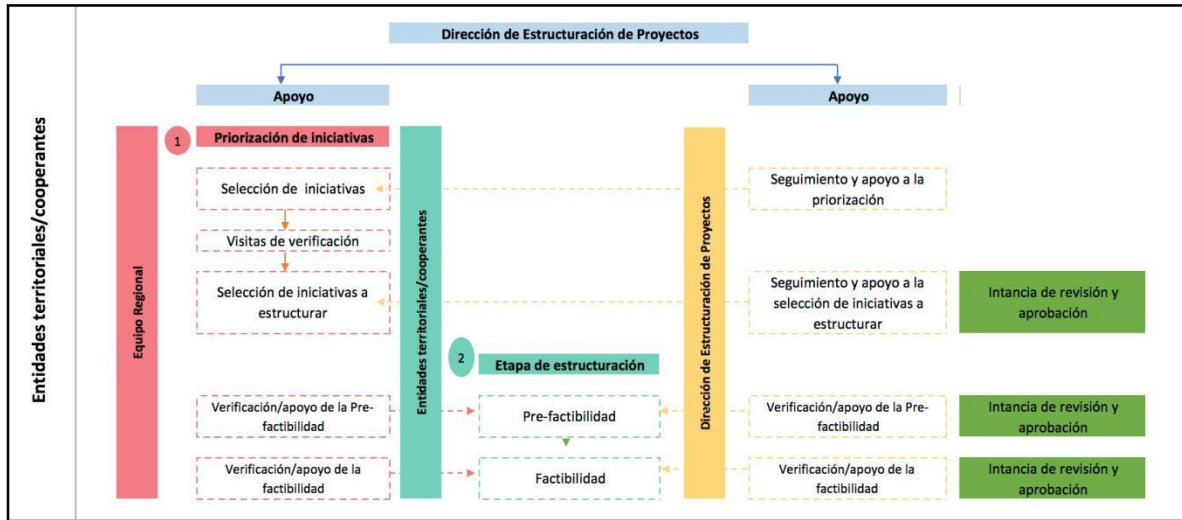 Entidades territoriales/cooperantes
Dirección de Estructuración de Proyectos
Apoyo
Apoyo
Equipo Regional
1
Priorización de iniciativas
Selección de iniciativas
Visitas de verificación
Selección de iniciativas a
estructurar
Verificación/apoyo de la Pre-
factibilidad
Verificación/apoyo de la
factibilidad
Entidades territoriales/cooperantes
2
Etapa de estructuración
Pre-factibilidad
Factibilidad
Dirección de Estructuración de Proyectos
Seguimiento y apoyo a la
priorización
Seguimiento y apoyo a la
selección de iniciativas a
estructurar
Verificación/apoyo de la Pre-
factibilidad
Verificación/apoyo de la
factibilidad
Intancia de revisión y
aprobación
Intancia de revisión y
aprobación
Intancia de revisión y
aprobación